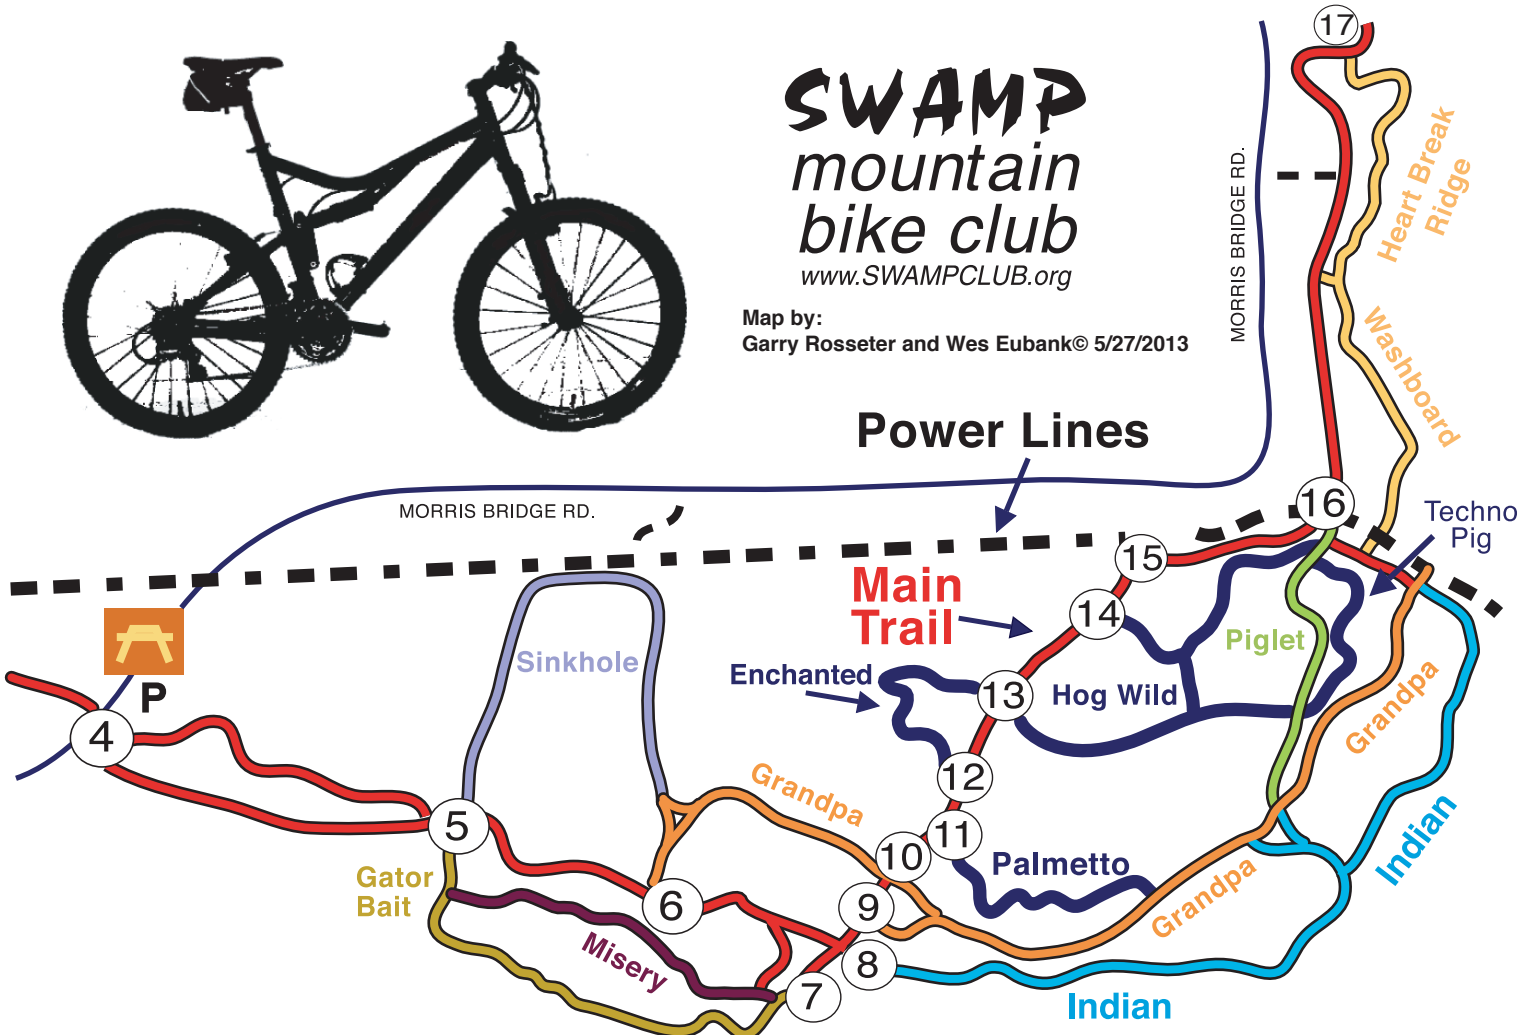 SWAMP
mountain
bike club
www.SWAMPCLUB.org
Map by:
Garry Rosseter and Wes Eubank© 5/27/2013
17
MORRIS BRIDGE RD.
Heart Break
Ridge
Washboard
Power Lines
16
Techno
Pig
MORRIS BRIDGE RD.
15
Main
Trail
14
Piglet
Sinkhole
Enchanted
13
Hog Wild
Grandpa
P
4
12
Grandpa
5
11
10
Palmetto
Indian
Gator
Bait
6
9
Grandpa
Misery
8
7
Indian